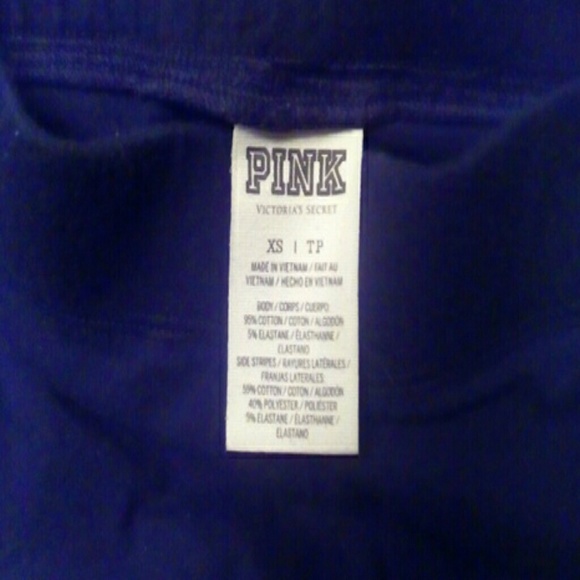 PINK
VICTORIA'S SECRET
XS | TP
MADE IN VIETNAM / FAIT AU
VIETNAM / HECHO EN VIETNAM
BODY / CORPS / CUERPO
95% COTTON / COTON / ALGODÓN
5% ELASTANE / ÉLASTHANNE /
ELASTANO
SIDE STRIPES / RAYURES LATÉRALES /
FRANJAS LATERALES
55% COTTON / COTON / ALGODÓN
40% POLYESTER / POLIÉSTER
5% ELASTANE / ÉLASTHANNE /
ELASTANO